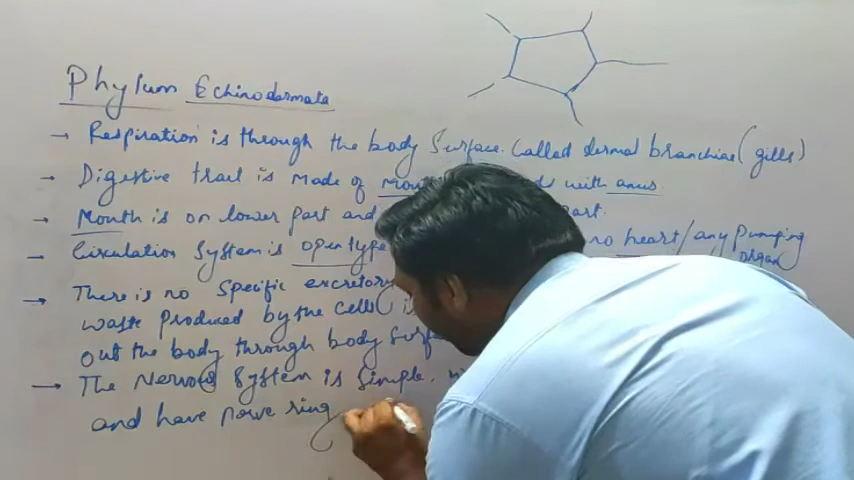 Phylum Echinodermata
→ Respiration is through the body Surface. Called dermal branchiae (gills)
→ Digestive trait is made of mouth with anus
→ Mouth is on lower part and part.
→ Circulation System is open type no heart/any Pumping organ
→ There is no Specific excretory
waste Produced by the Cells
out the body through body Surf
→ The Nervous System is Simple.
and have nerve ring